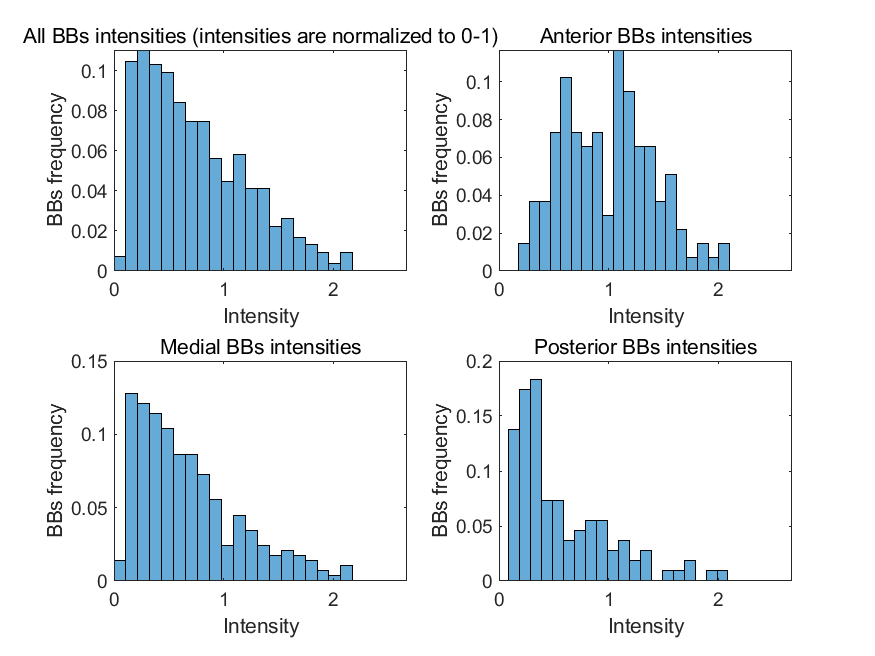 All BBs intensities (intensities are normalized to 0-1)
BBs frequency
0.1
0.08
0.06
0.04
0.02
0
0 1 2
Intensity
Anterior BBs intensities
BBs frequency
0.1
0.08
0.06
0.04
0.02
0
0 1 2
Intensity
Medial BBs intensities
BBs frequency
0.15
0.1
0.05
0
0 1 2
Intensity
Posterior BBs intensities
BBs frequency
0.2
0.15
0.1
0.05
0
0 1 2
Intensity